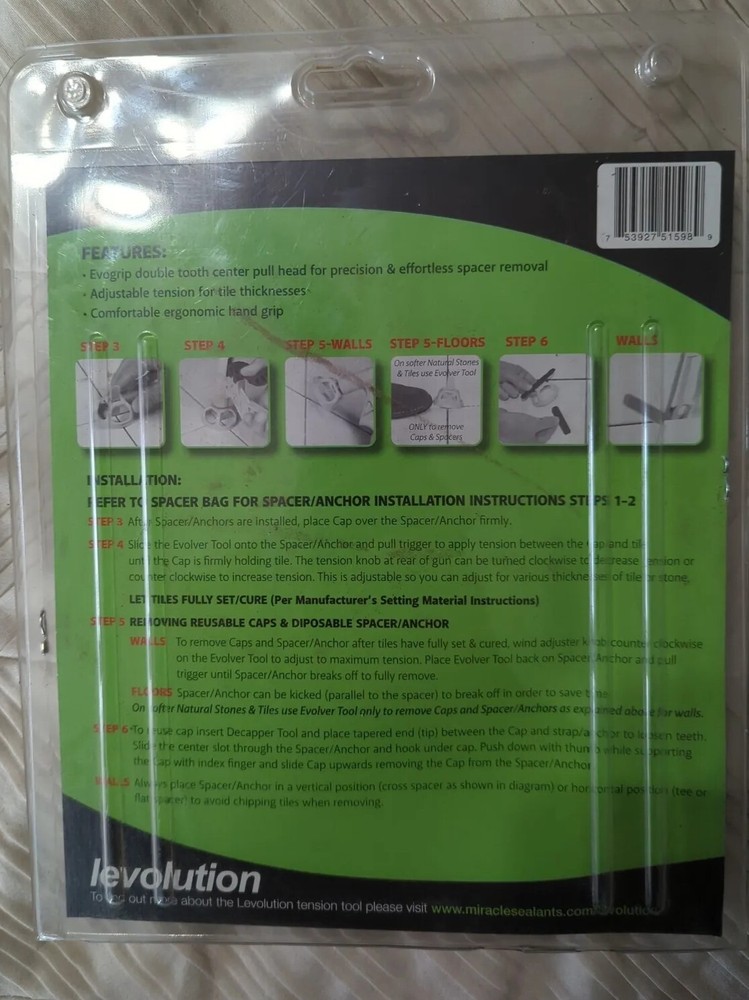 7 53927 51598 9
FEATURES:
• Evogrip double tooth center pull head for precision & effortless spacer removal
• Adjustable tension for tile thicknesses
• Comfortable ergonomic hand grip
STEP 3 STEP 4 STEP 5-WALLS STEP 5-FLOORS STEP 6 WALLS
On softer Natural Stones
& Tiles use Evolver Tool
ONLY to remove
Caps & Spacers
INSTALLATION:
REFER TO SPACER BAG FOR SPACER/ANCHOR INSTALLATION INSTRUCTIONS STEPS 1-2
STEP 3 After Spacer/Anchors are installed, place Cap over the Spacer/Anchor firmly.
STEP 4 Slide the Evolver Tool onto the Spacer/Anchor and pull trigger to apply tension between the Cap and tile
until the Cap is firmly holding tile. The tension knob at rear of gun can be turned clockwise to decrease tension or
counter clockwise to increase tension. This is adjustable so you can adjust for various thickness of tile or stone.
LET TILES FULLY SET/CURE (Per Manufacturer's Setting Material Instructions)
STEP 5 REMOVING REUSABLE CAPS & DIPOSABLE SPACER/ANCHOR
WALLS To remove Caps and Spacer/Anchor after tiles have fully set & cured, wind adjuster knob counter clockwise
on the Evolver Tool to adjust to maximum tension. Place Evolver Tool back on Spacer/Anchor and pull
trigger until Spacer/Anchor breaks off to fully remove.
FLOORS Spacer/Anchor can be kicked (parallel to the spacer) to break off in order to save time.
On softer Natural Stones & Tiles use Evolver Tool only to remove Caps and Spacer/Anchors as explained above for walls.
STEP 6 To reuse cap insert Decapper Tool and place tapered end (tip) between the Cap and strap/anchor to loosen teeth.
Slide the center slot through the Spacer/Anchor and hook under cap. Push down with thumb while supporting
the Cap with index finger and slide Cap upwards removing the Cap from the Spacer/Anchor
WALLS Always place Spacer/Anchor in a vertical position (cross spacer as shown in diagram) or horizontal position (tee or
flat spacer) to avoid chipping tiles when removing.
levolution
To find out more about the Levolution tension tool please visit www.miraclesealants.com/levolution